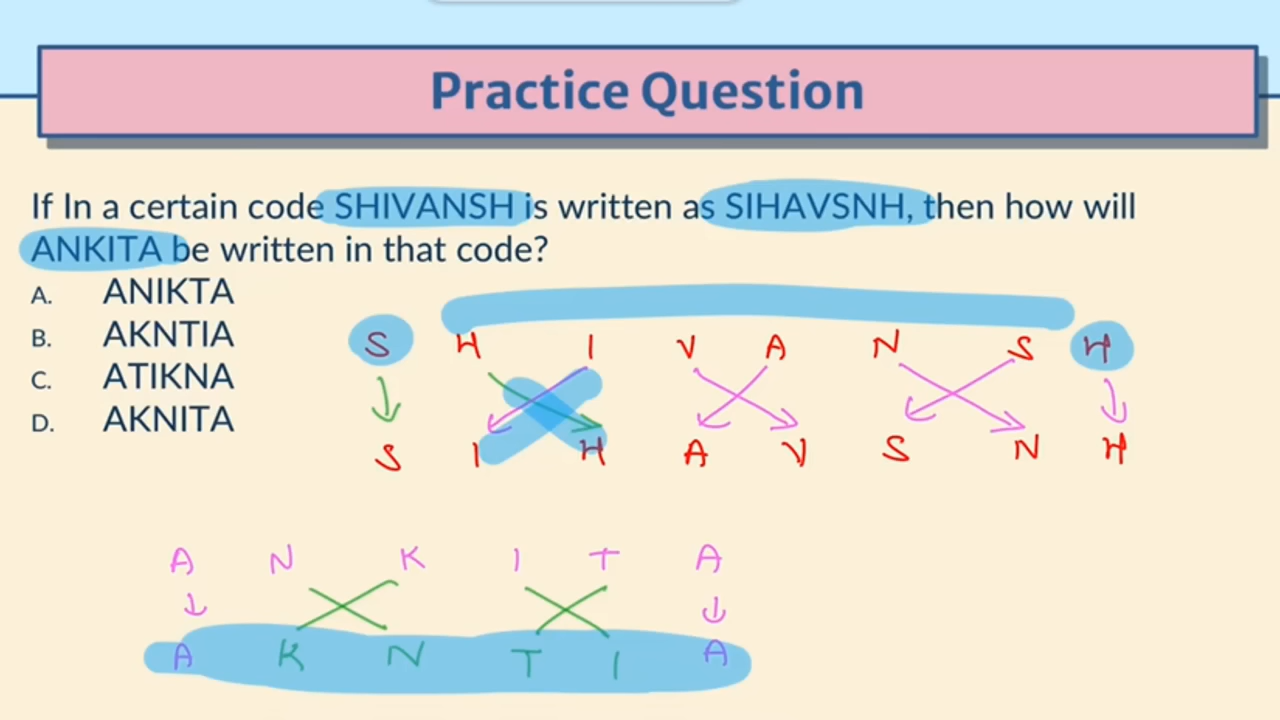 Practice Question
If In a certain code SHIVANSH is written as SIHAVSNH, then how will
ANKITA be written in that code?
A. ANIKTA
B. AKNTIA
C. ATIKNA
D. AKNITA
S H I V A N S H
S I H A V S N H
A N K I T A
A K N T I A